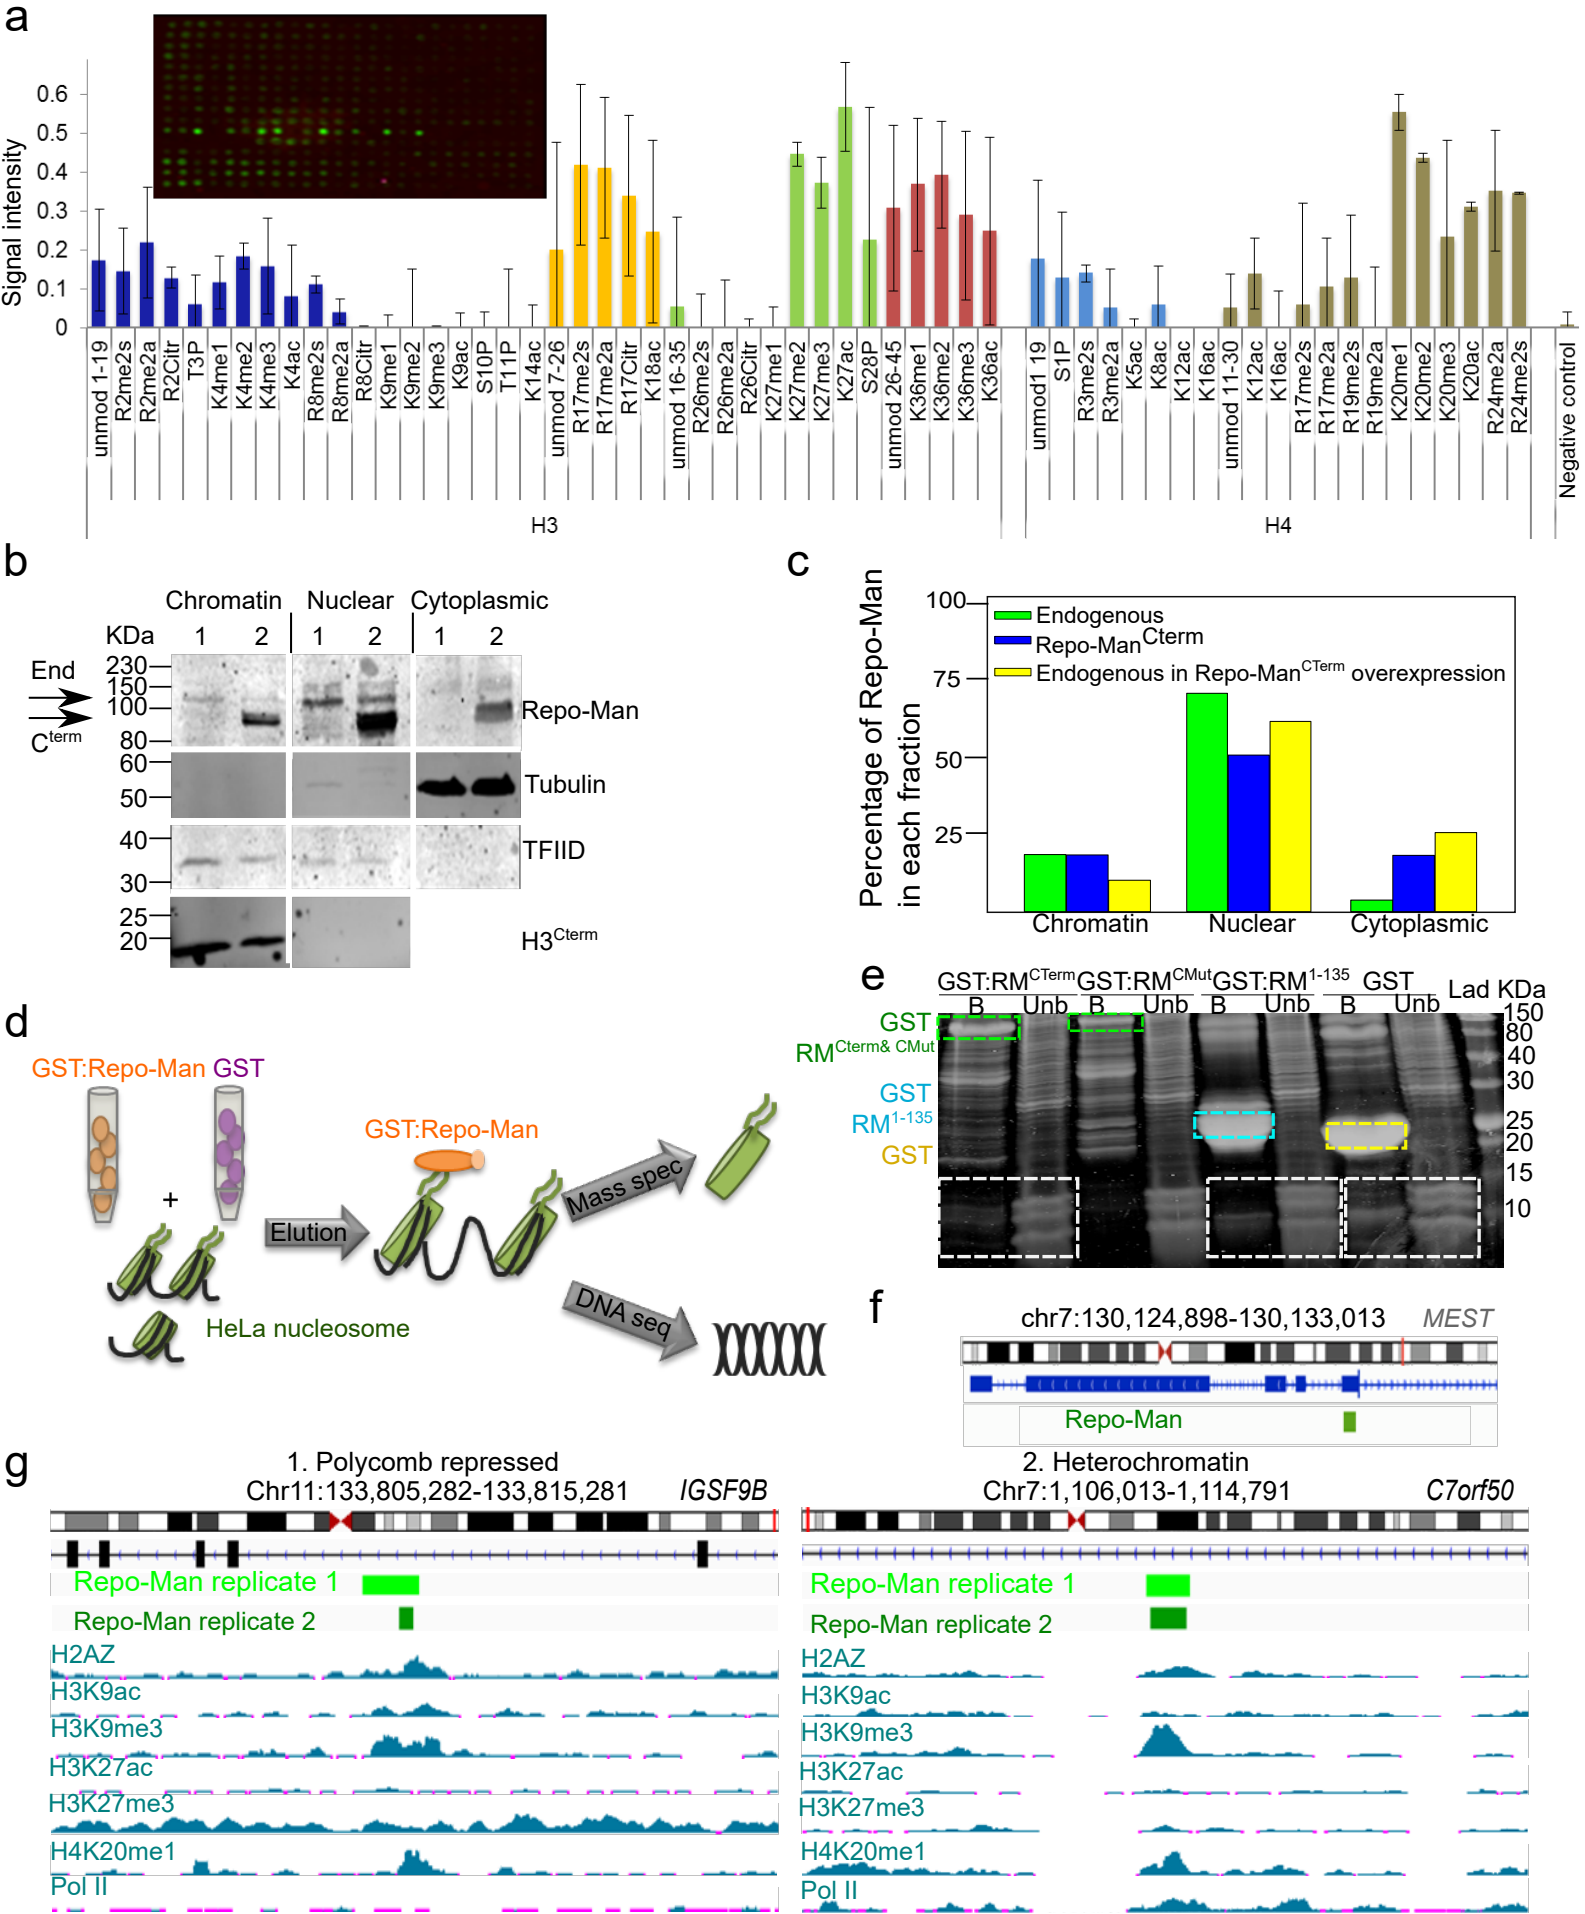 a
Signal intensity
0.6
0.5
0.4
0.3
0.2
0.1
0
unmod 1-19
R2me2s
R2me2a
R2Citr
T3P
K4me1
K4me2
K4me3
K4ac
R8me2s
R8me2a
R8Citr
K9me1
K9me2
K9me3
K9ac
S10P
T11P
K14ac
unmod 7-26
R17me2s
R17me2a
R17Citr
K18ac
unmod 16-35
R26me2s
R26me2a
R26Citr
K27me1
K27me2
K27me3
K27ac
S28P
unmod 26-45
K36me1
K36me2
K36me3
K36ac
unmod1 19
S1P
R3me2s
R3me2a
K5ac
K8ac
K12ac
K16ac
unmod 11-30
K12ac
K16ac
R17me2s
R17me2a
R19me2s
R19me2a
K20me1
K20me2
K20me3
K20ac
R24me2a
R24me2s
Negative control
H3
H4
b
Chromatin Nuclear Cytoplasmic
KDa 1 2 1 2 1 2
End
Cterm
230
150
100
80
Repo-Man
60
50
Tubulin
40
30
TFIID
25
20
H3Cterm
c
Percentage of Repo-Man
in each fraction
100
75
50
25
Endogenous
Repo-ManCterm
Endogenous in Repo-ManCTerm overexpression
Chromatin Nuclear Cytoplasmic
d
GST:Repo-Man GST
+
HeLa nucleosome
Elution
GST:Repo-Man
Mass spec
DNA seq
e
GST:RMCTerm GST:RMCMut GST:RM1-135 GST
B Unb B Unb B Unb B Unb Lad KDa
GST
RMCterm& CMut
GST
RM1-135
GST
150
80
40
30
25
20
15
10
f
chr7:130,124,898-130,133,013 MEST
Repo-Man
g
1. Polycomb repressed
Chr11:133,805,282-133,815,281 IGSF9B
Repo-Man replicate 1
Repo-Man replicate 2
H2AZ
H3K9ac
H3K9me3
H3K27ac
H3K27me3
H4K20me1
Pol II
2. Heterochromatin
Chr7:1,106,013-1,114,791 C7orf50
Repo-Man replicate 1
Repo-Man replicate 2
H2AZ
H3K9ac
H3K9me3
H3K27ac
H3K27me3
H4K20me1
Pol II